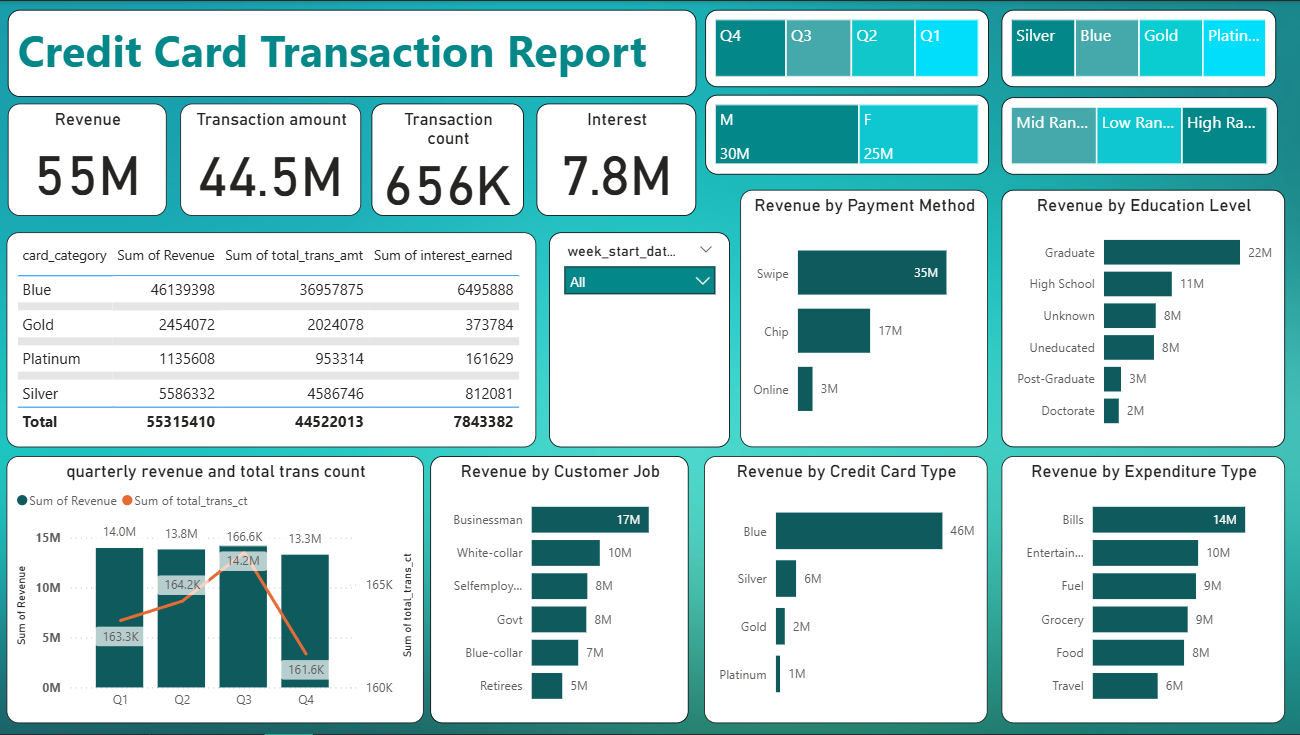 Credit Card Transaction Report
Q4 Q3 Q2 Q1
Silver Blue Gold Platin...
M F
30M 25M
Mid Ran... Low Ran... High Ra...
Revenue
55M
Transaction amount
44.5M
Transaction
count
656K
Interest
7.8M
card_category Sum of Revenue Sum of total_trans_amt Sum of interest_earned
Blue 46139398 36957875 6495888
Gold 2454072 2024078 373784
Platinum 1135608 953314 161629
Silver 5586332 4586746 812081
Total 55315410 44522013 7843382
week_start_dat...
All
Revenue by Payment Method
Swipe 35M
Chip 17M
Online 3M
Revenue by Education Level
Graduate 22M
High School 11M
Unknown 8M
Uneducated 8M
Post-Graduate 3M
Doctorate 2M
quarterly revenue and total trans count
Sum of Revenue Sum of total_trans_ct
Sum of Revenue
15M
10M
5M
0M
14.0M 13.8M 166.6K 13.3M
14.2M
163.3K 164.2K 161.6K
165K
160K
Sum of total_trans_ct
Q1 Q2 Q3 Q4
Revenue by Customer Job
Businessman 17M
White-collar 10M
Selfemploy... 8M
Govt 8M
Blue-collar 7M
Retirees 5M
Revenue by Credit Card Type
Blue 46M
Silver 6M
Gold 2M
Platinum 1M
Revenue by Expenditure Type
Bills 14M
Entertain... 10M
Fuel 9M
Grocery 9M
Food 8M
Travel 6M